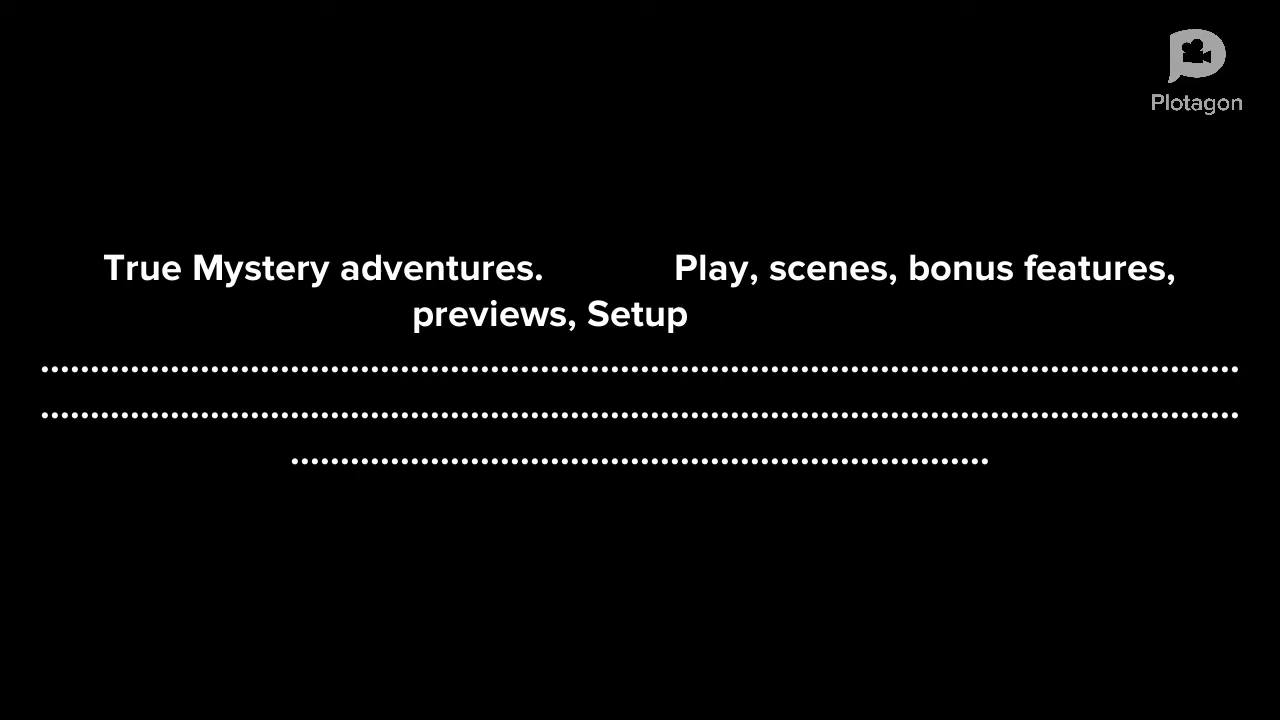 Plotagon
True Mystery adventures. Play, scenes, bonus features,
previews, Setup
........................................................................................................................
........................................................................................................................
......................................................................